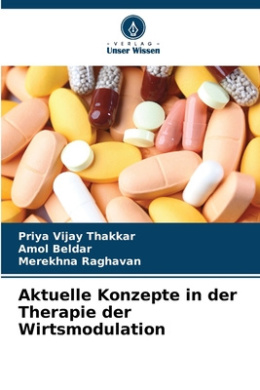 VERLAG
Unser Wissen
Priya Vijay Thakkar
Amol Beldar
Merekhna Raghavan
Aktuelle Konzepte in der
Therapie der
Wirtsmodulation